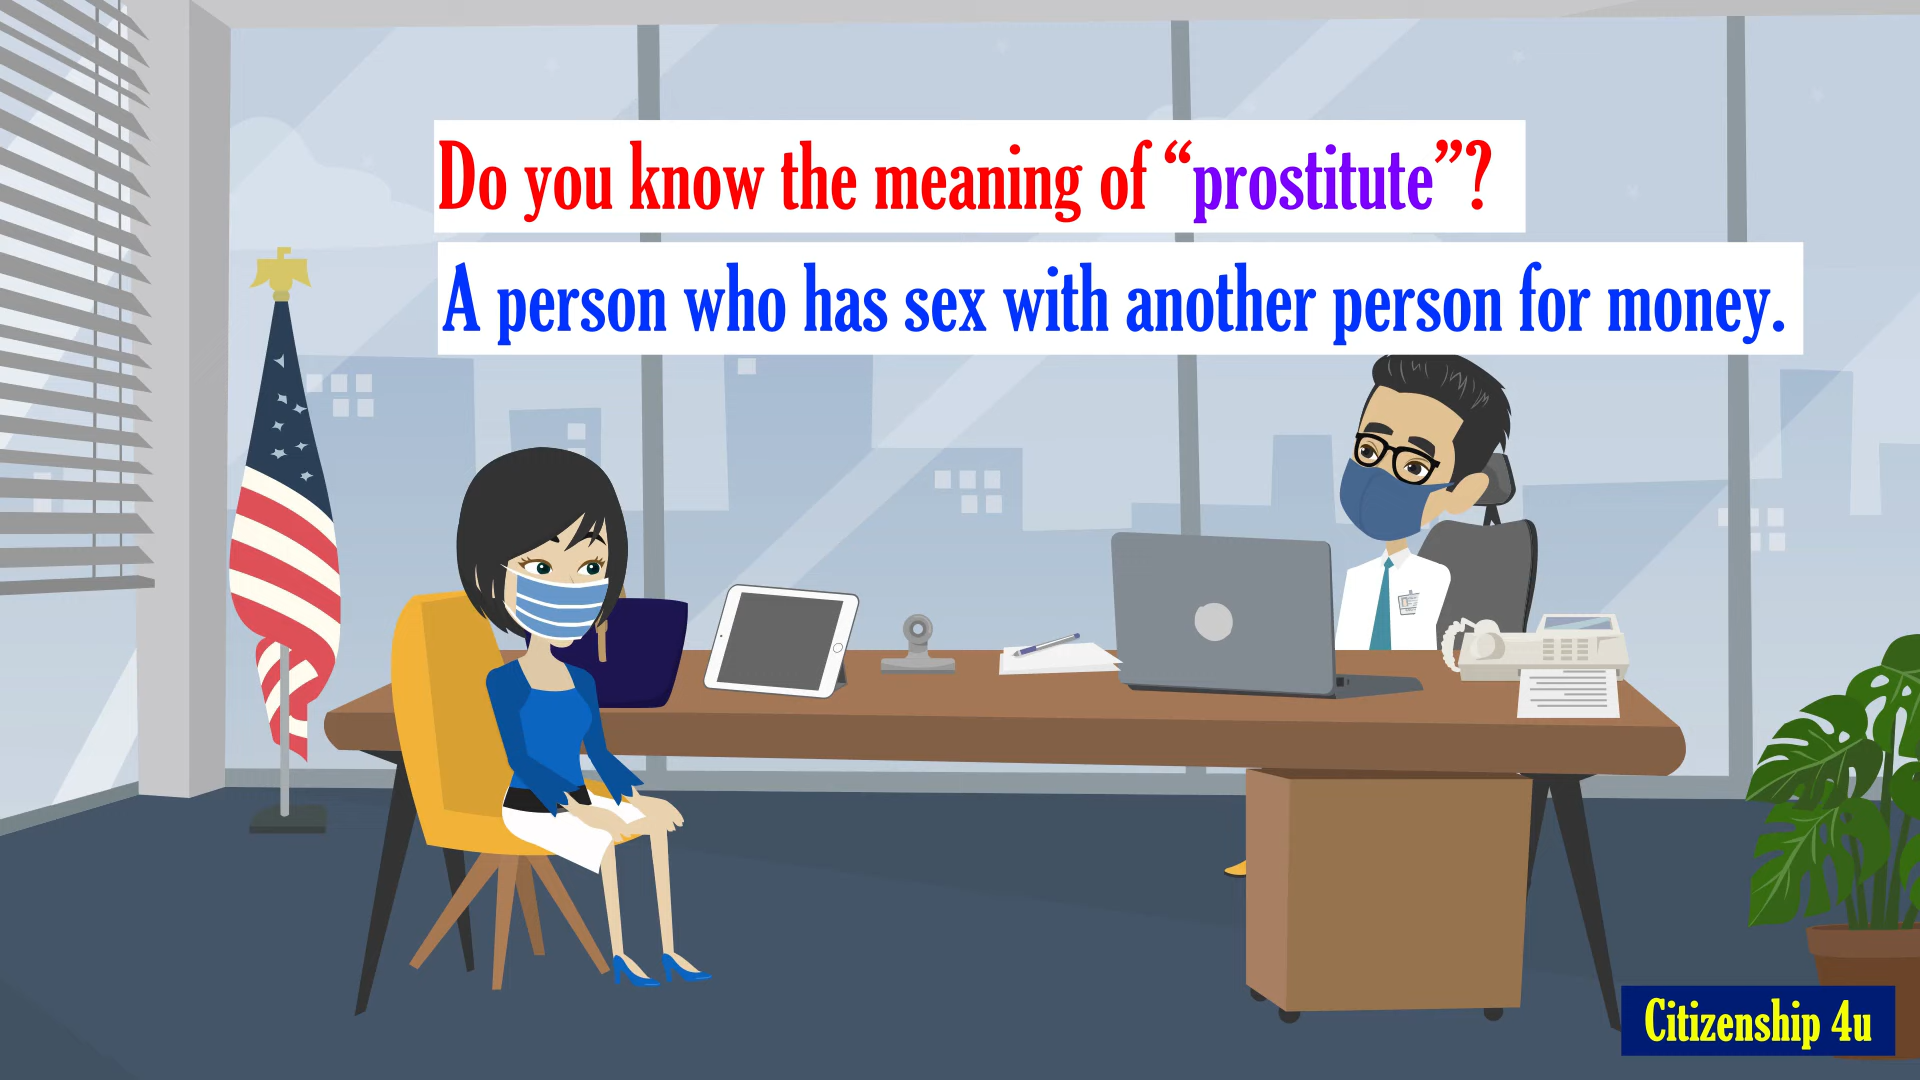 Do you know the meaning of “prostitute”?
A person who has sex with another person for money.
Citizenship 4u